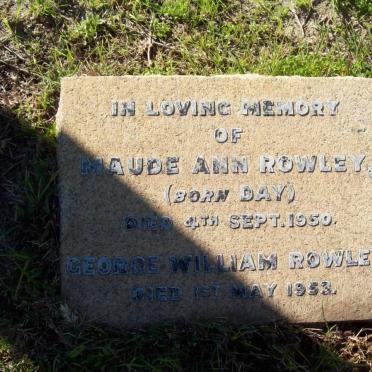 IN LOVING MEMORY
OF
MAUDE ANN ROWLEY,
(BORN DAY)
DIED 4TH SEPT. 1950.
GEORGE WILLIAM ROWLE
DIED 1ST MAY 1953.